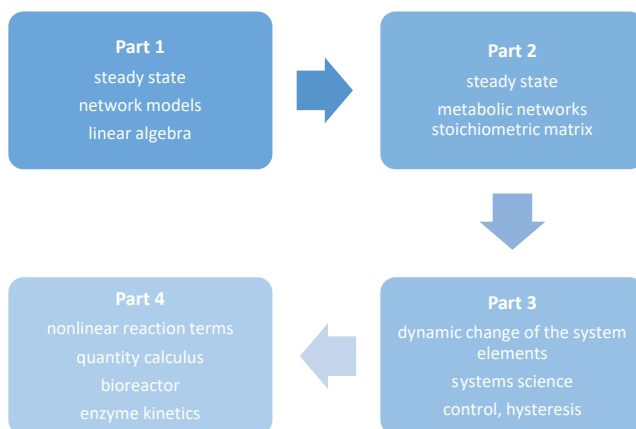 Part 1
steady state
network models
linear algebra
Part 2
steady state
metabolic networks
stoichiometric matrix
Part 3
dynamic change of the system
elements
systems science
control, hysteresis
Part 4
nonlinear reaction terms
quantity calculus
bioreactor
enzyme kinetics